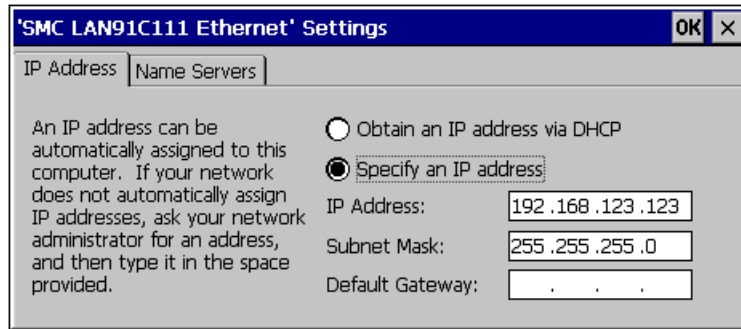 'SMC LAN91C111 Ethernet' Settings OK ×
IP Address Name Servers
An IP address can be
automatically assigned to this
computer. If your network
does not automatically assign
IP addresses, ask your network
administrator for an address,
and then type it in the space
provided.
Obtain an IP address via DHCP
Specify an IP address
IP Address: 192 .168 .123 .123
Subnet Mask: 255 .255 .255 .0
Default Gateway: . . .